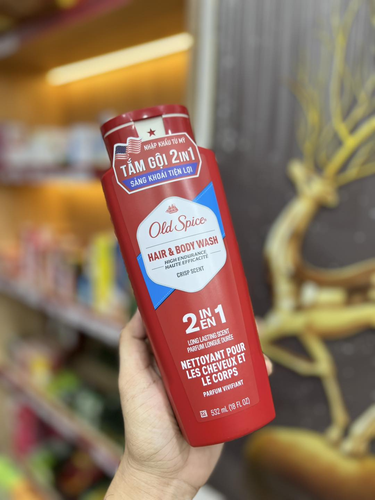 NHẬP KHẨU TỪ MỸ
TẮM GỘI 2IN1
SẢNG KHOÁI TIỆN LỢI
Old Spice
HAIR & BODY WASH
HIGH ENDURANCE
HAUTE EFFICACITÉ
CRISP SCENT
2 IN EN 1
LONG LASTING SCENT
PARFUM LONGUE DURÉE
NETTOYANT POUR
LES CHEVEUX ET
LE CORPS
PARFUM VIVIFIANT
532 mL (18 FL OZ)